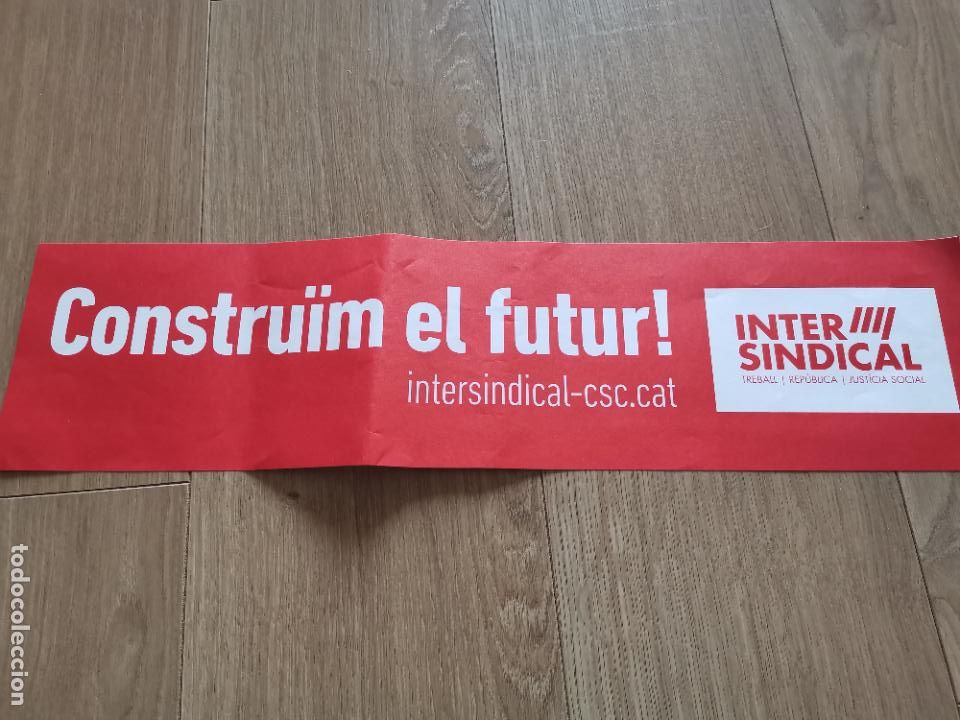 Construïm el futur!
intersindical-csc.cat
INTER
SINDICAL
TREBALL | REPÚBLICA | JUSTÍCIA SOCIAL
todocoleccion